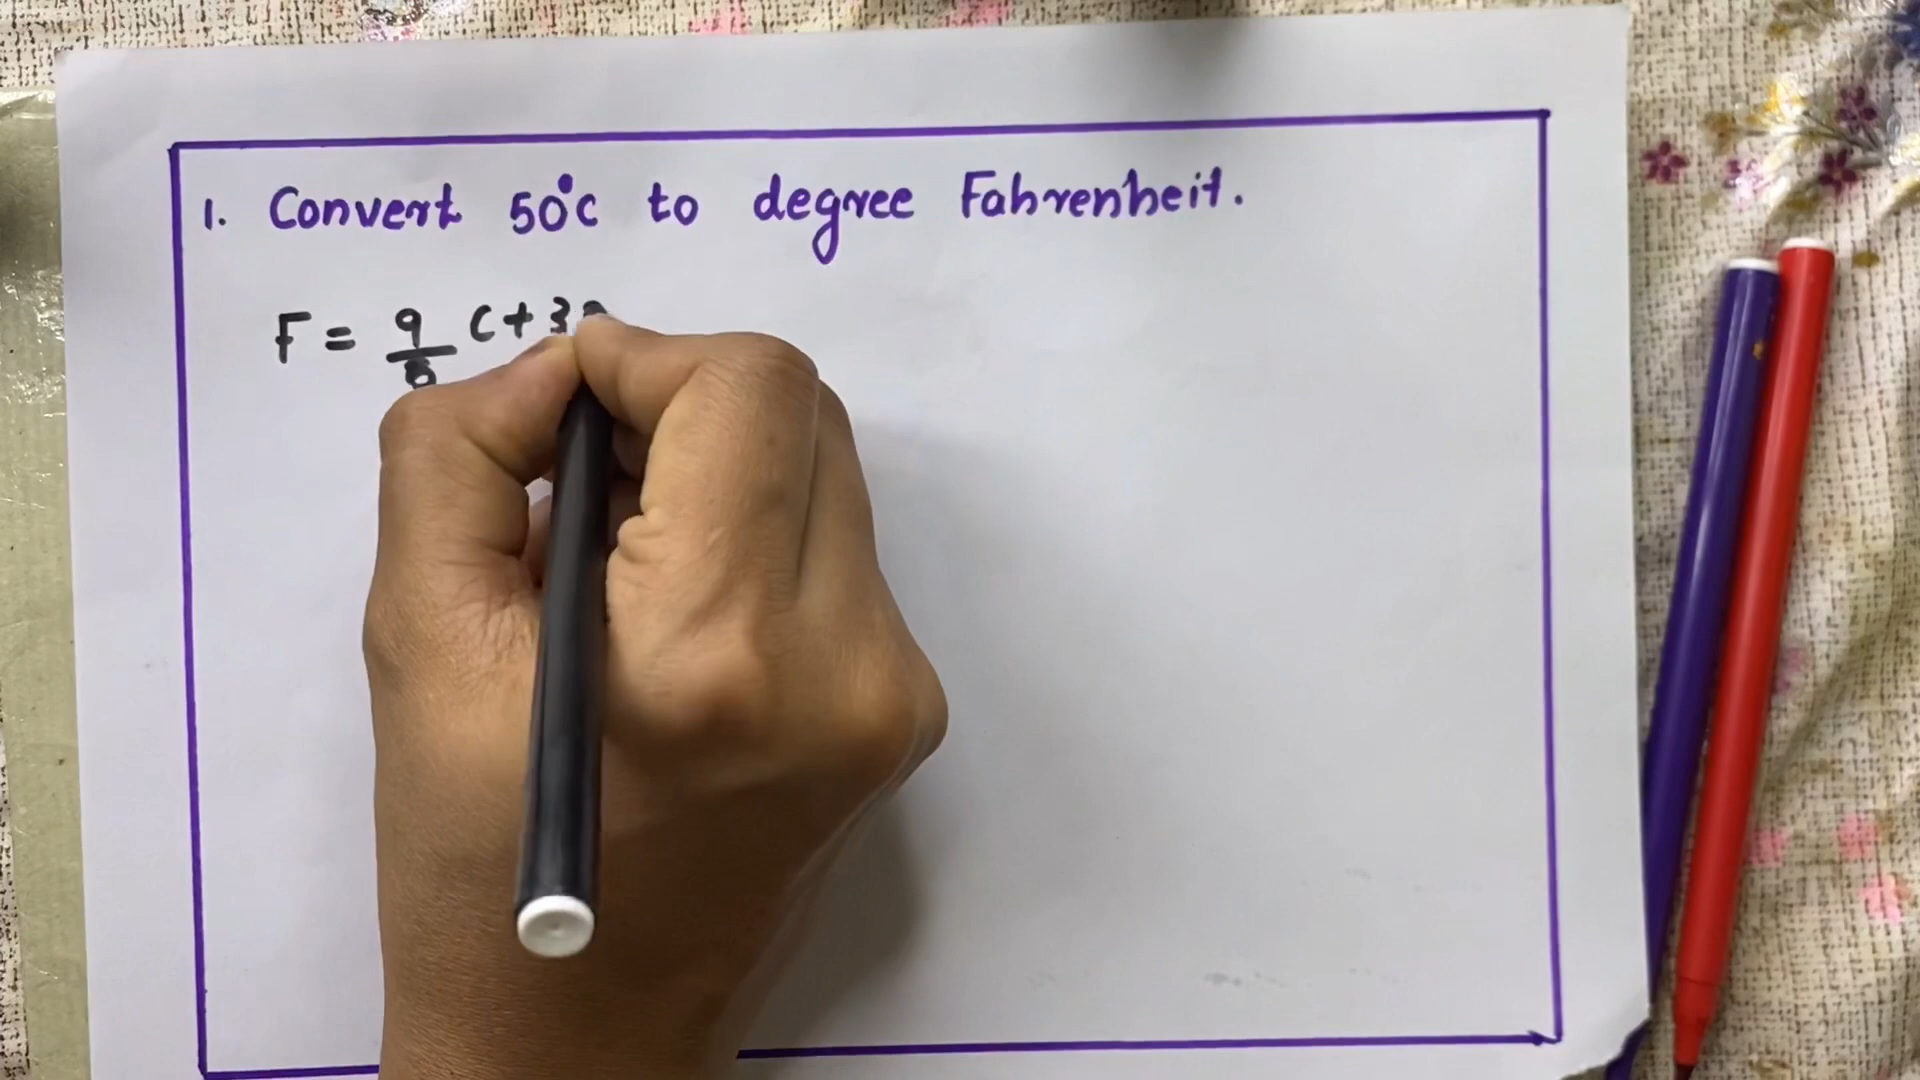 1. Convert 50°C to degree Fahrenheit.
F = 9/5 C + 3